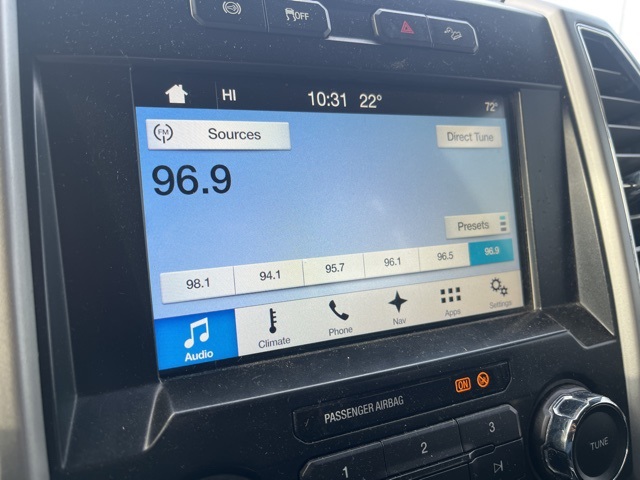 OFF
HI 10:31 22° 72°
FM Sources Direct Tune
96.9
Presets
98.1 94.1 95.7 96.1 96.5 96.9
Audio Climate Phone Nav Apps Settings
PASSENGER AIRBAG ON
1 2 3
TUNE